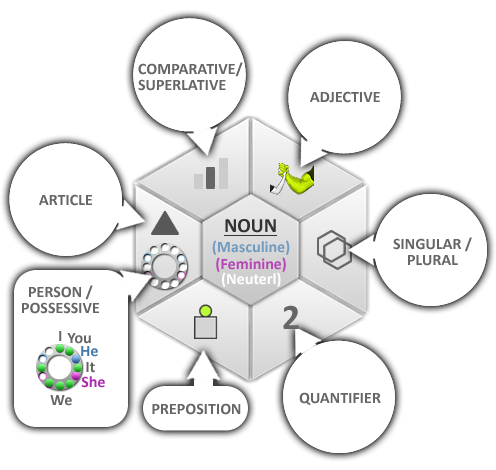 COMPARATIVE/
SUPERLATIVE
ADJECTIVE
ARTICLE
NOUN
(Masculine)
(Feminine)
(Neuterl)
SINGULAR /
PLURAL
PERSON /
POSSESSIVE
I You
He
It
She
We
2
PREPOSITION
QUANTIFIER